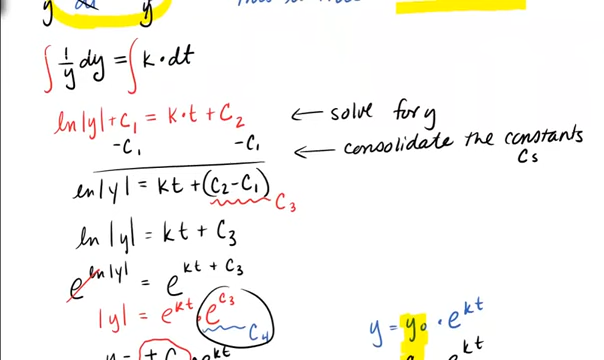 ∫ 1/y dy = ∫ k·dt
ln|y| + C₁ = k·t + C₂ ← solve for y
-C₁ -C₁ ← consolidate the constants
Cs
ln|y| = kt + (C₂ - C₁)
C₃
ln|y| = kt + C₃
e^(ln|y|) = e^(kt + C₃)
|y| = e^(kt) · e^(C₃)
C₄
y = y₀ · e^(kt)